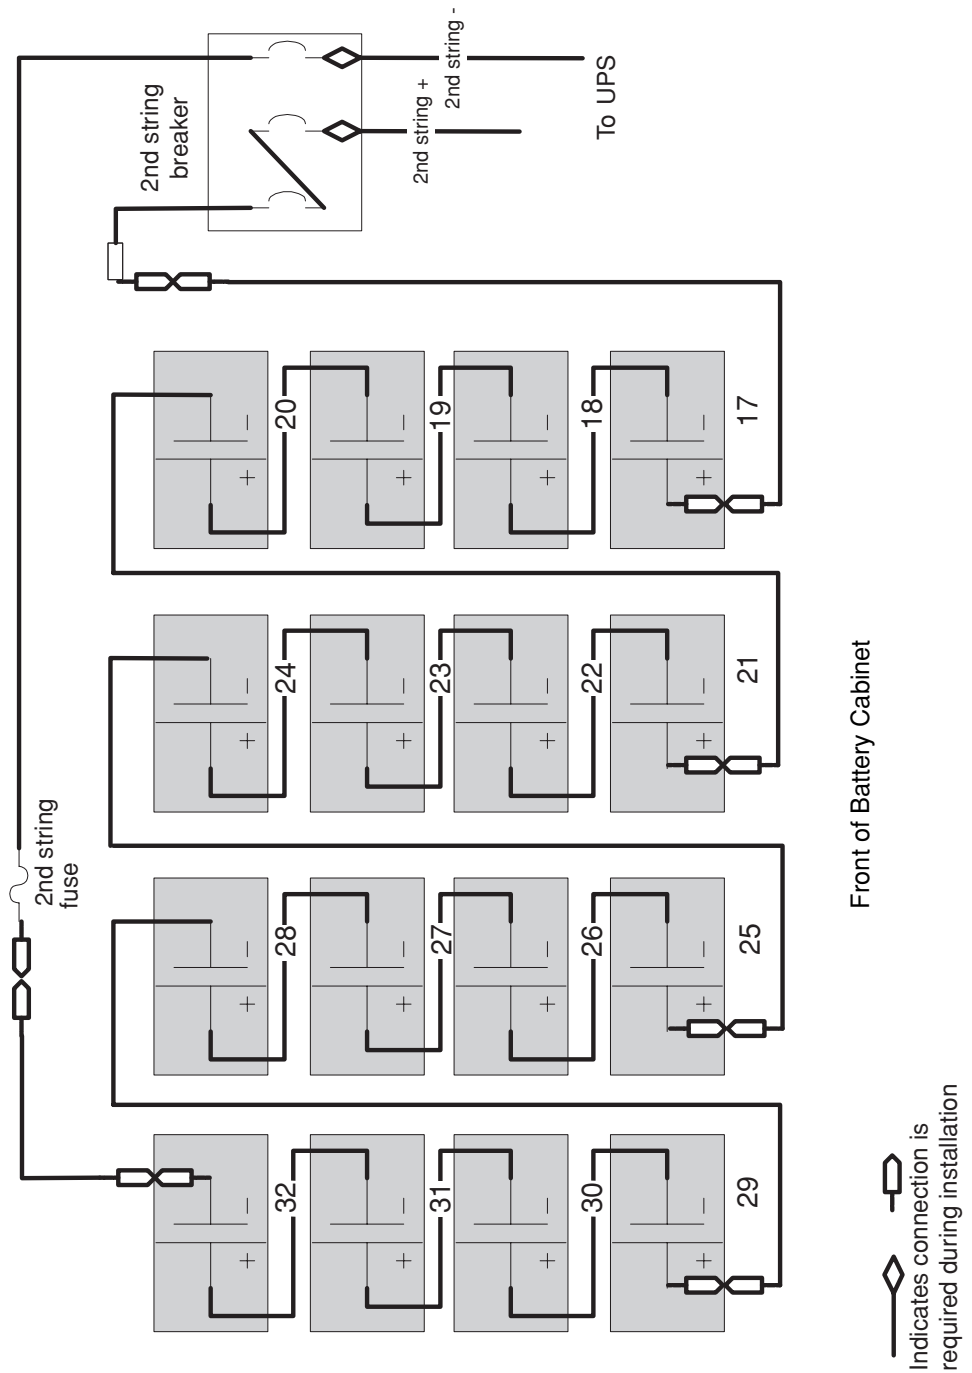 2nd string
fuse
2nd string
breaker
+ − + − + − + −
32 28 24 20
+ − + − + − + −
2nd string +
31 27 23 19
2nd string -
+ − + − + − + −
30 26 22 18
To UPS
+ − + − + − + −
29 25 21 17
Front of Battery Cabinet
Indicates connection is
required during installation